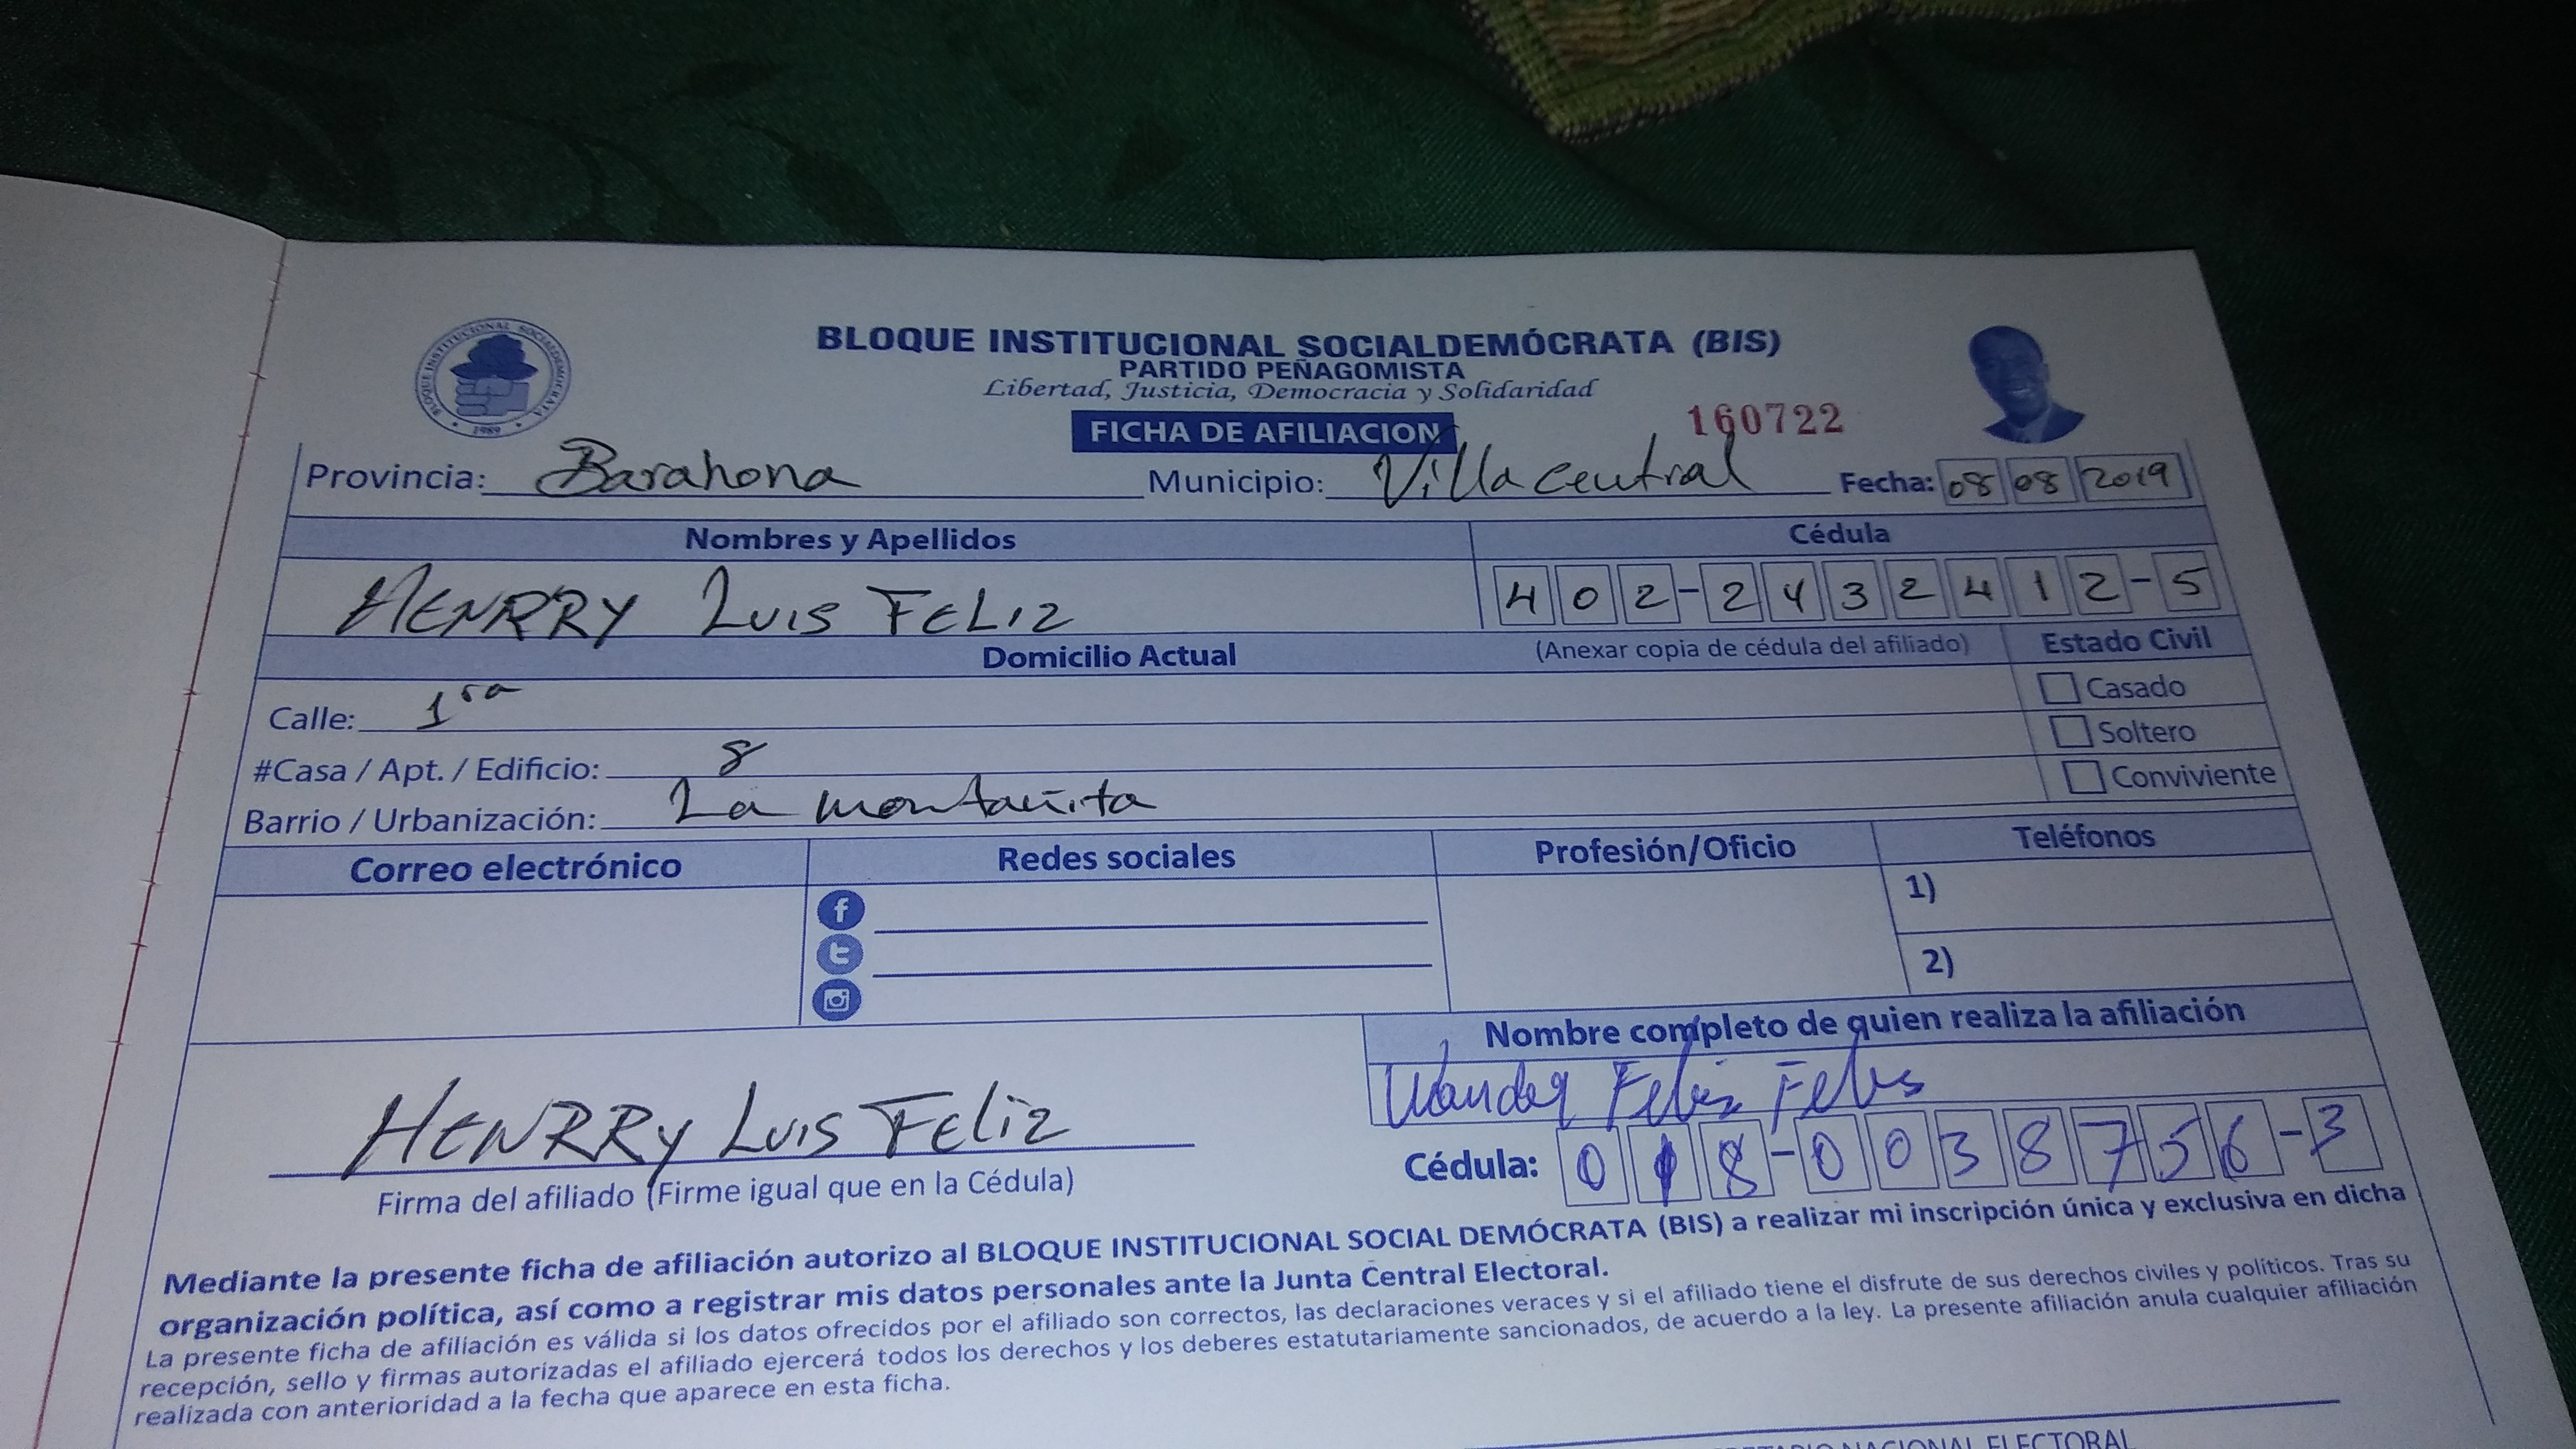 BLOQUE INSTITUCIONAL SOCIALDEMOCRATA
1989
BLOQUE INSTITUCIONAL SOCIALDEMÓCRATA (BIS)
PARTIDO PEÑAGOMISTA
Libertad, Justicia, Democracia y Solidaridad
FICHA DE AFILIACION
160722
Provincia: Barahona Municipio: Villa central Fecha: 08 08 2019
Nombres y Apellidos Cédula
HENRRY LUIS FELIZ 402-2432412-5
Domicilio Actual (Anexar copia de cédula del afiliado) Estado Civil
Calle: 1ra
Casado
Soltero
#Casa / Apt. / Edificio: 8
Conviviente
Barrio / Urbanización: La montañita
Correo electrónico Redes sociales Profesión/Oficio Teléfonos
1)
2)
Nombre completo de quien realiza la afiliación
Feliz Feliz
HENRRY LUIS FELIZ
Cédula: 018-0038756-3
Firma del afiliado (Firme igual que en la Cédula)
Mediante la presente ficha de afiliación autorizo al BLOQUE INSTITUCIONAL SOCIAL DEMÓCRATA (BIS) a realizar mi inscripción única y exclusiva en dicha
organización política, así como a registrar mis datos personales ante la Junta Central Electoral.
La presente ficha de afiliación es válida si los datos ofrecidos por el afiliado son correctos, las declaraciones veraces y si el afiliado tiene el disfrute de sus derechos civiles y políticos. Tras su
recepción, sello y firmas autorizadas el afiliado ejercerá todos los derechos y los deberes estatutariamente sancionados, de acuerdo a la ley. La presente afiliación anula cualquier afiliación
realizada con anterioridad a la fecha que aparece en esta ficha.
NACIONAL ELECTORAL